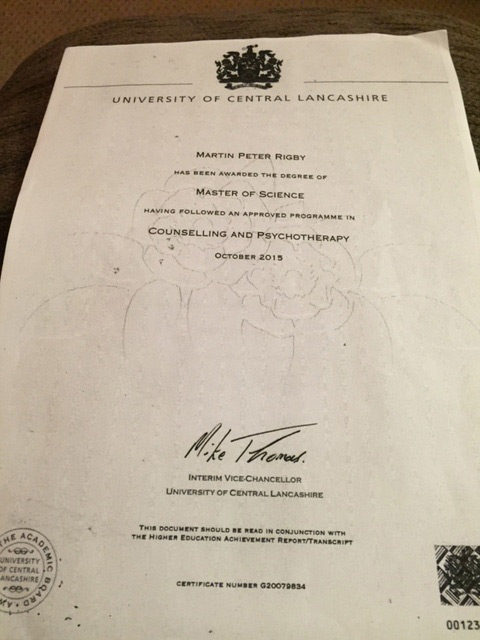 UNIVERSITY OF CENTRAL LANCASHIRE
MARTIN PETER RIGBY
HAS BEEN AWARDED THE DEGREE OF
MASTER OF SCIENCE
HAVING FOLLOWED AN APPROVED PROGRAMME IN
COUNSELLING AND PSYCHOTHERAPY
OCTOBER 2015
Mike Thomas.
INTERIM VICE-CHANCELLOR
UNIVERSITY OF CENTRAL LANCASHIRE
THIS DOCUMENT SHOULD BE READ IN CONJUNCTION WITH
THE HIGHER EDUCATION ACHIEVEMENT REPORT/TRANSCRIPT
THE ACADEMIC BOARD
UNIVERSITY
OF CENTRAL
LANCASHIRE
CERTIFICATE NUMBER G20079834
00123